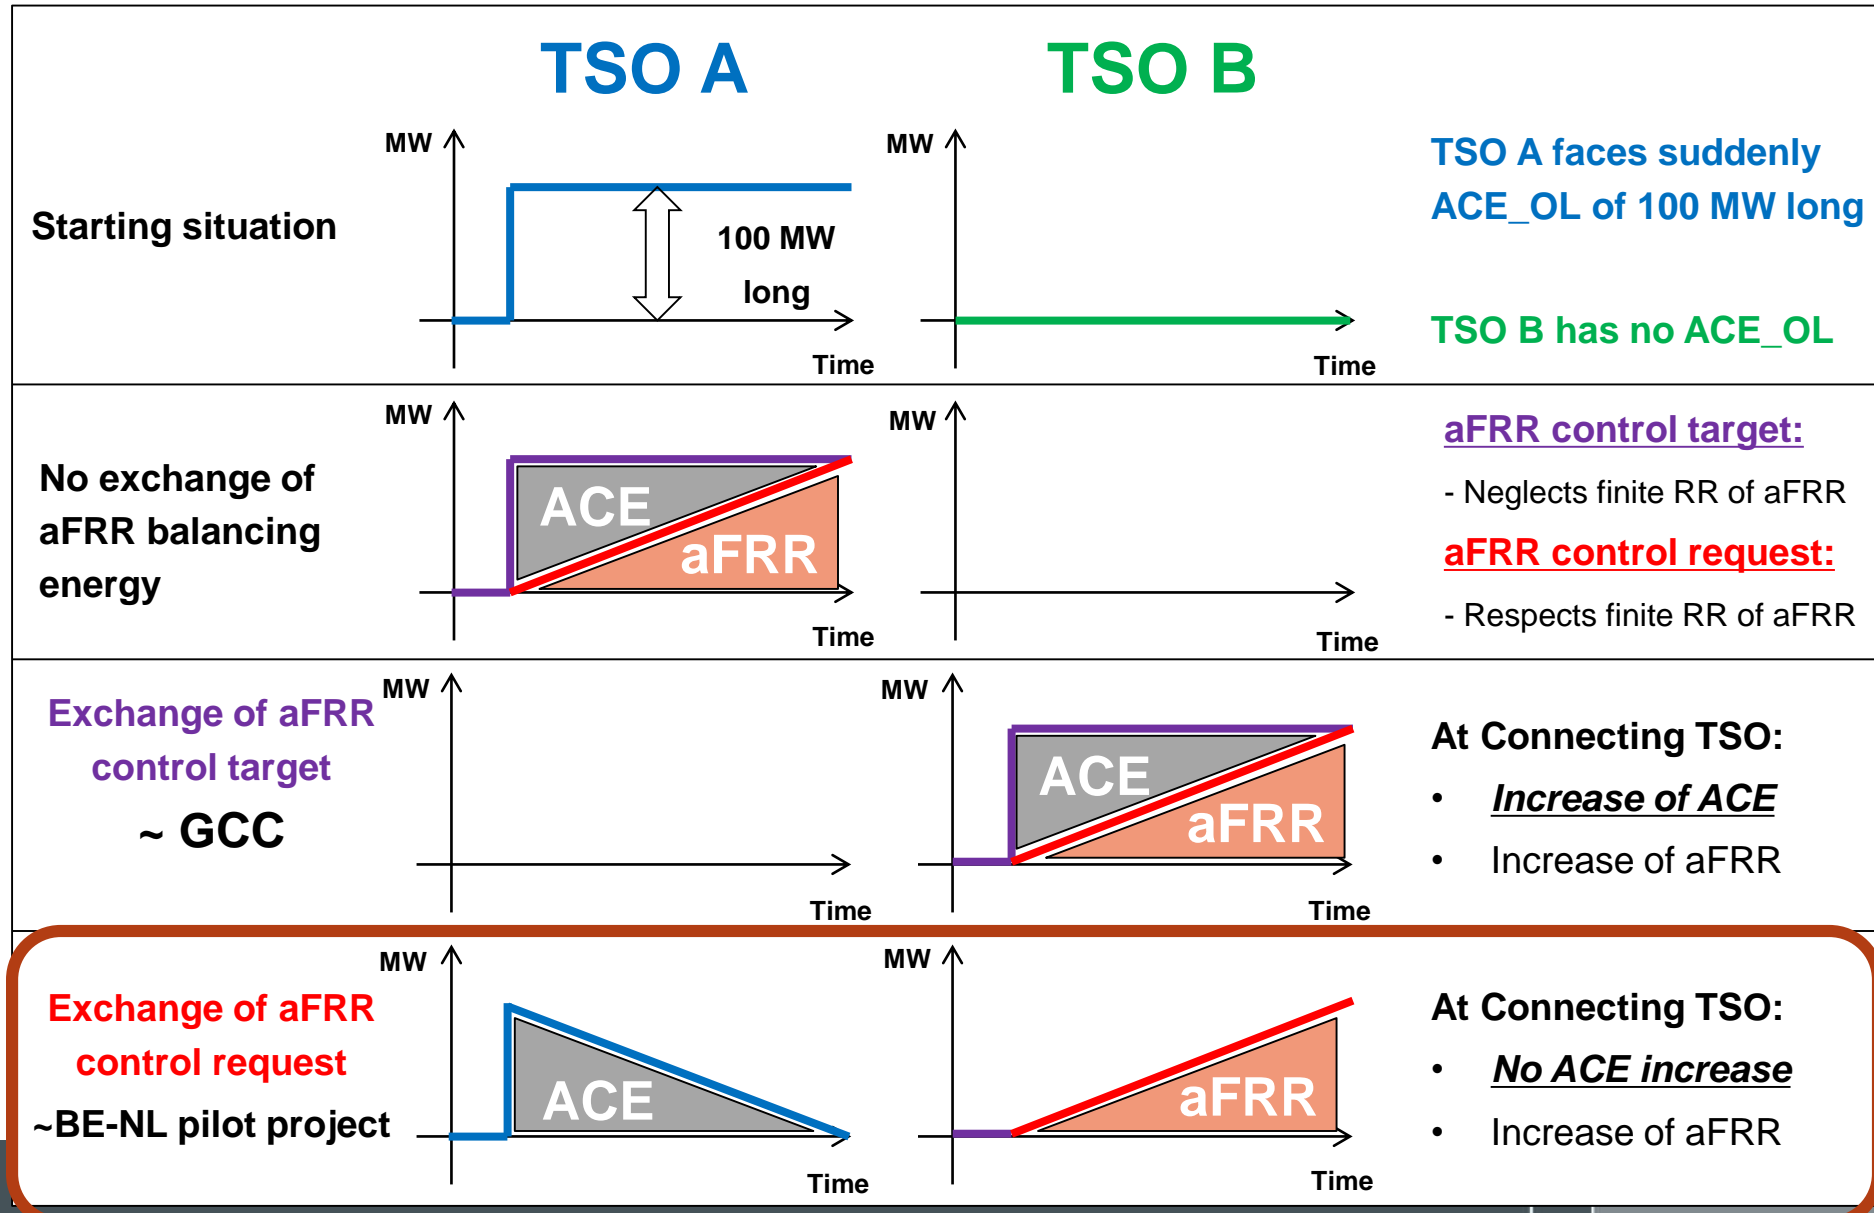 TSO A
TSO B
Starting situation
MW
100 MW
long
Time
MW
Time
TSO A faces suddenly
ACE_OL of 100 MW long
TSO B has no ACE_OL
No exchange of
aFRR balancing
energy
MW
ACE
aFRR
Time
MW
Time
aFRR control target:
- Neglects finite RR of aFRR
aFRR control request:
- Respects finite RR of aFRR
Exchange of aFRR
control target
~ GCC
MW
Time
MW
ACE
aFRR
Time
At Connecting TSO:
• Increase of ACE
• Increase of aFRR
Exchange of aFRR
control request
~BE-NL pilot project
MW
ACE
Time
MW
aFRR
Time
At Connecting TSO:
• No ACE increase
• Increase of aFRR